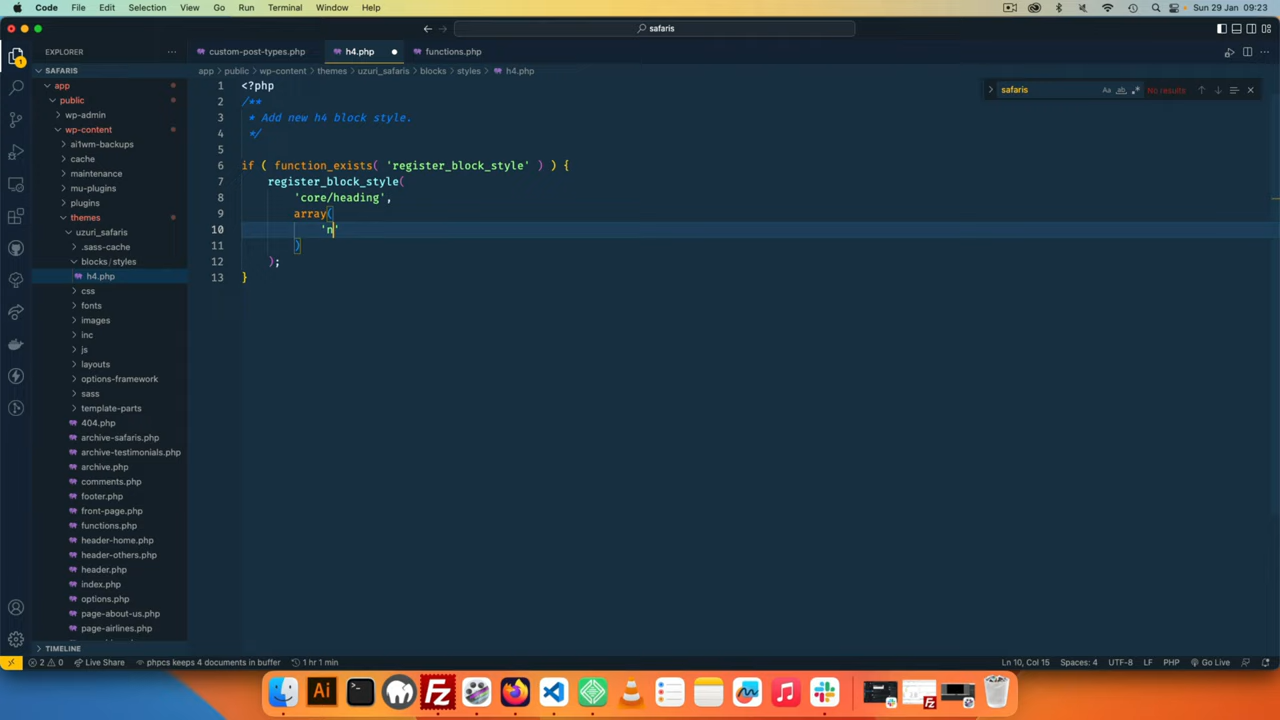 Code File Edit Selection View Go Run Terminal Window Help Sun 29 Jan 09:23
safaris
EXPLORER ···
custom-post-types.php h4.php functions.php
SAFARIS
app > public > wp-content > themes > uzuri_safaris > blocks > styles > h4.php
app
public
wp-admin
wp-content
ai1wm-backups
cache
maintenance
mu-plugins
plugins
themes
uzuri_safaris
.sass-cache
blocks / styles
h4.php
css
fonts
images
inc
js
layouts
options-framework
sass
template-parts
404.php
archive-safaris.php
archive-testimonials.php
archive.php
comments.php
footer.php
front-page.php
functions.php
header-home.php
header-others.php
header.php
index.php
options.php
page-about-us.php
page-airlines.php
TIMELINE
1 <?php
2 /**
3 * Add new h4 block style.
4 */
5
6 if ( function_exists( 'register_block_style' ) ) {
7 register_block_style(
8 'core/heading',
9 array(
10 'n'
11 )
12 );
13 }
safaris Aa ab .* No results
1
2 0 Live Share phpcs keeps 4 documents in buffer 1 hr 1 min Ln 10, Col 15 Spaces: 4 UTF-8 LF PHP Go Live
Ai Fz